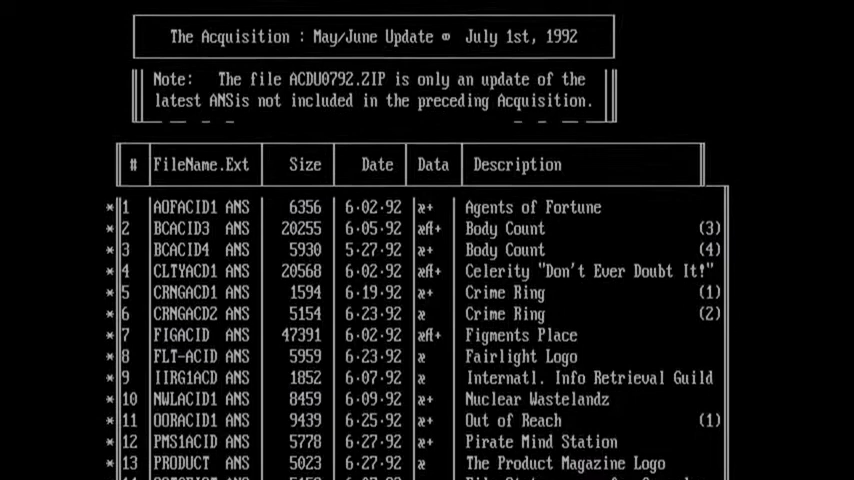 The Acquisition : May/June Update ∞ July 1st, 1992
Note: The file ACDU0792.ZIP is only an update of the
latest ANSis not included in the preceding Acquisition.
# FileName.Ext Size Date Data Description
*1 AOFACID1 ANS 6356 6·02·92 æ+ Agents of Fortune
*2 BCACID3 ANS 20255 6·05·92 æﬂ+ Body Count (3)
*3 BCACID4 ANS 5930 5·27·92 æ+ Body Count (4)
*4 CLTYACD1 ANS 20568 6·02·92 æﬂ+ Celerity "Don't Ever Doubt It!"
*5 CRNGACD1 ANS 1594 6·19·92 æ+ Crime Ring (1)
*6 CRNGACD2 ANS 5154 6·23·92 æ Crime Ring (2)
*7 FIGACID ANS 47391 6·02·92 æﬂ+ Figments Place
*8 FLT-ACID ANS 5959 6·23·92 æ Fairlight Logo
*9 IIRG1ACD ANS 1852 6·07·92 æ Internatl. Info Retrieval Guild
*10 NWLACID1 ANS 8459 6·09·92 æ+ Nuclear Wastelandz
*11 OORACID1 ANS 9439 6·25·92 æ+ Out of Reach (1)
*12 PMS1ACID ANS 5778 6·27·92 æ+ Pirate Mind Station
*13 PRODUCT ANS 5023 6·27·92 æ The Product Magazine Logo